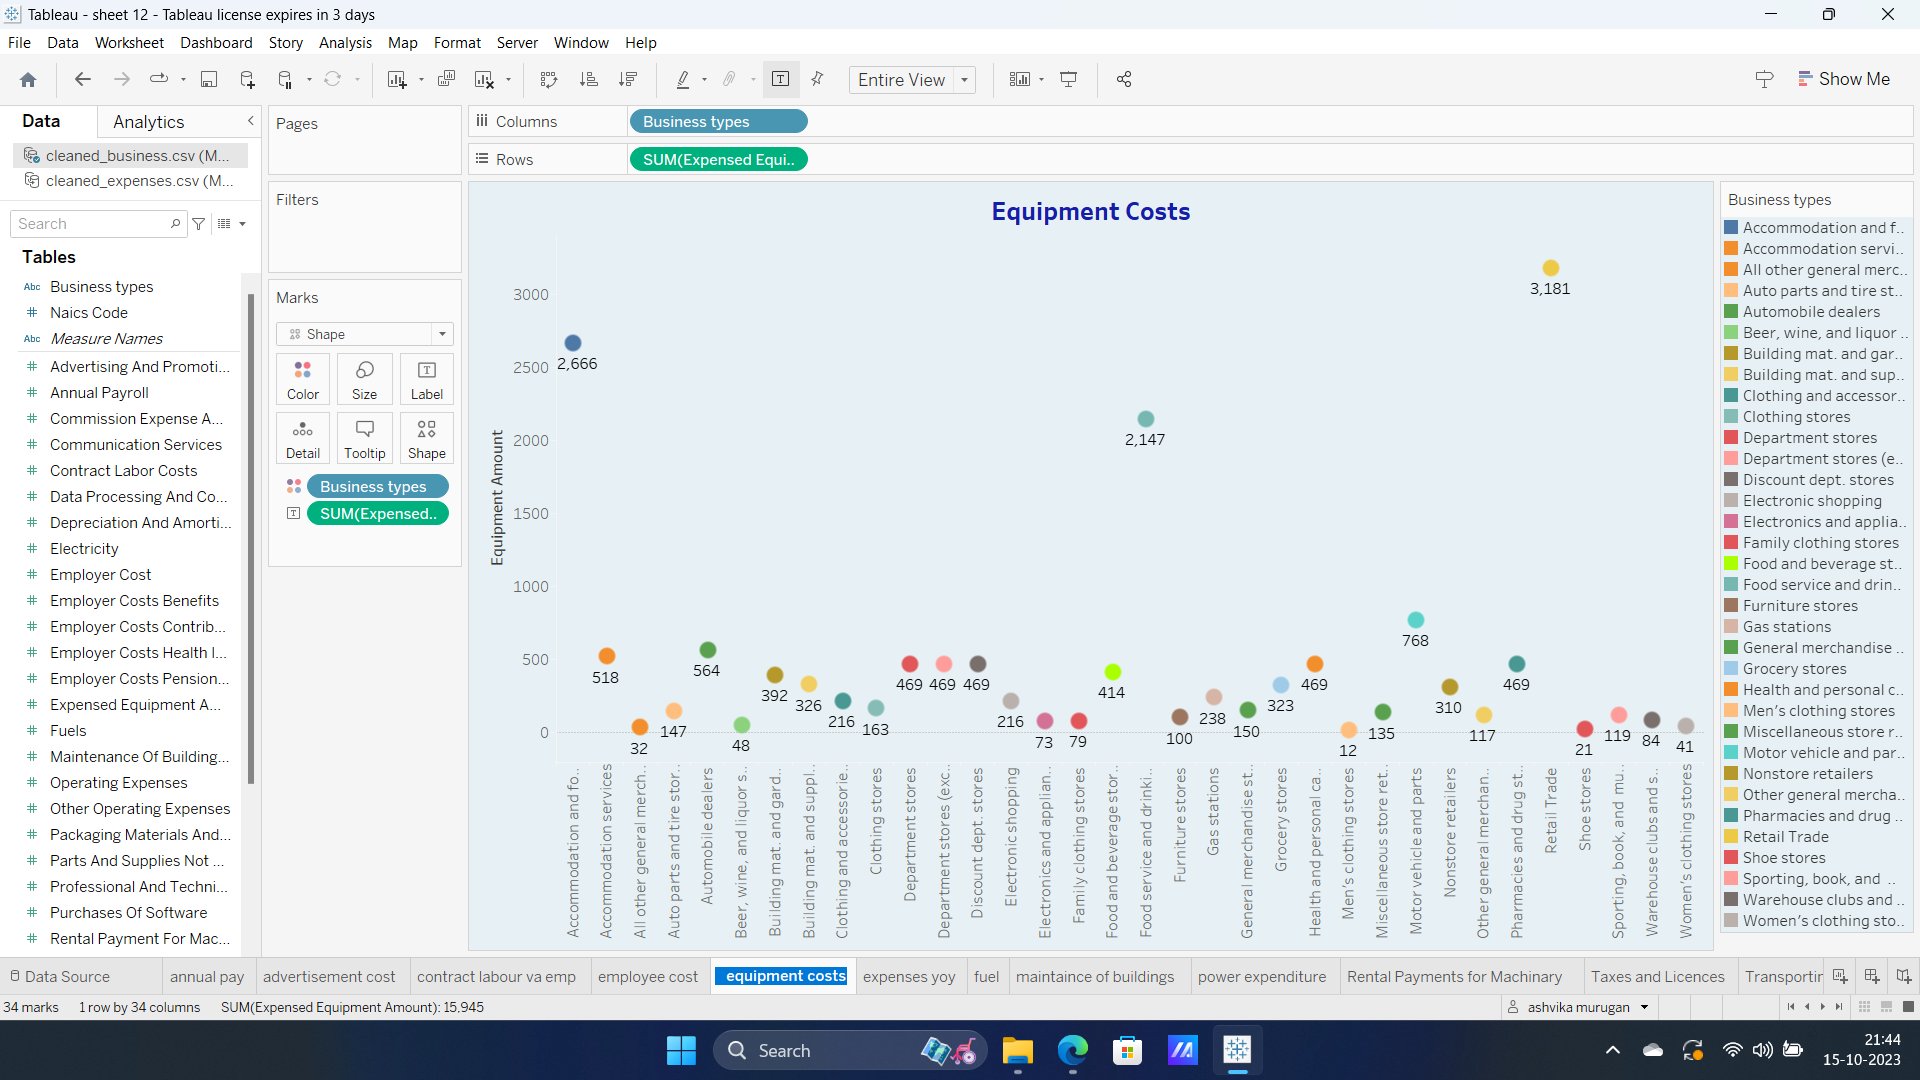 Tableau - sheet 12 - Tableau license expires in 3 days
File Data Worksheet Dashboard Story Analysis Map Format Server Window Help
Entire View
Show Me
Data
Analytics
cleaned_business.csv (M...
cleaned_expenses.csv (M...
Search
Tables
Abc Business types
# Naics Code
Abc Measure Names
# Advertising And Promoti...
# Annual Payroll
# Commission Expense A...
# Communication Services
# Contract Labor Costs
# Data Processing And Co...
# Depreciation And Amorti...
# Electricity
# Employer Cost
# Employer Costs Benefits
# Employer Costs Contrib...
# Employer Costs Health I...
# Employer Costs Pension...
# Expensed Equipment A...
# Fuels
# Maintenance Of Building...
# Operating Expenses
# Other Operating Expenses
# Packaging Materials And...
# Parts And Supplies Not ...
# Professional And Techni...
# Purchases Of Software
# Rental Payment For Mac...
Pages
Filters
Marks
Shape
Color Size Label
Detail Tooltip Shape
Business types
SUM(Expensed..
Columns
Business types
Rows
SUM(Expensed Equi..
Equipment Costs
Equipment Amount
3000
2500
2000
1500
1000
500
0
2,666
518
32
147
564
48
392
326
216
163
469
469
469
216
73
79
414
2,147
100
238
150
323
469
12
135
768
310
117
469
3,181
21
119
84
41
Accommodation and fo..
Accommodation services
All other general merch..
Auto parts and tire stor..
Automobile dealers
Beer, wine, and liquor s..
Building mat. and gard..
Building mat. and suppl..
Clothing and accessorie..
Clothing stores
Department stores
Department stores (exc..
Discount dept. stores
Electronic shopping
Electronics and applian..
Family clothing stores
Food and beverage stor..
Food service and drinki..
Furniture stores
Gas stations
General merchandise st..
Grocery stores
Health and personal ca..
Men's clothing stores
Miscellaneous store ret..
Motor vehicle and parts
Nonstore retailers
Other general merchan..
Pharmacies and drug st..
Retail Trade
Shoe stores
Sporting, book, and mu..
Warehouse clubs and s..
Women's clothing stores
Business types
Accommodation and f..
Accommodation servi..
All other general merc..
Auto parts and tire st..
Automobile dealers
Beer, wine, and liquor ..
Building mat. and gar..
Building mat. and sup..
Clothing and accessor..
Clothing stores
Department stores
Department stores (e..
Discount dept. stores
Electronic shopping
Electronics and applia..
Family clothing stores
Food and beverage st..
Food service and drin..
Furniture stores
Gas stations
General merchandise ..
Grocery stores
Health and personal c..
Men's clothing stores
Miscellaneous store r..
Motor vehicle and par..
Nonstore retailers
Other general mercha..
Pharmacies and drug ..
Retail Trade
Shoe stores
Sporting, book, and ..
Warehouse clubs and ..
Women's clothing sto..
Data Source annual pay advertisement cost contract labour va emp employee cost equipment costs expenses yoy fuel maintaince of buildings power expenditure Rental Payments for Machinary Taxes and Licences Transportir
34 marks 1 row by 34 columns SUM(Expensed Equipment Amount): 15,945
ashvika murugan
Search
21:44
15-10-2023